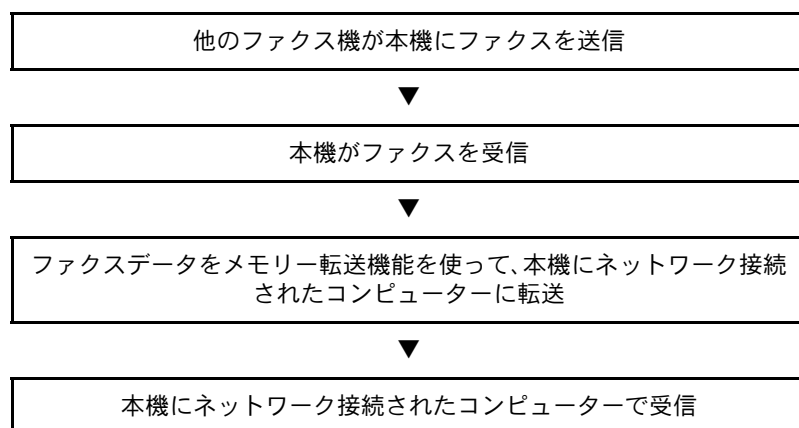 他のファクス機が本機にファクスを送信
▼
本機がファクスを受信
▼
ファクスデータをメモリー転送機能を使って、本機にネットワーク接続
されたコンピューターに転送
▼
本機にネットワーク接続されたコンピューターで受信